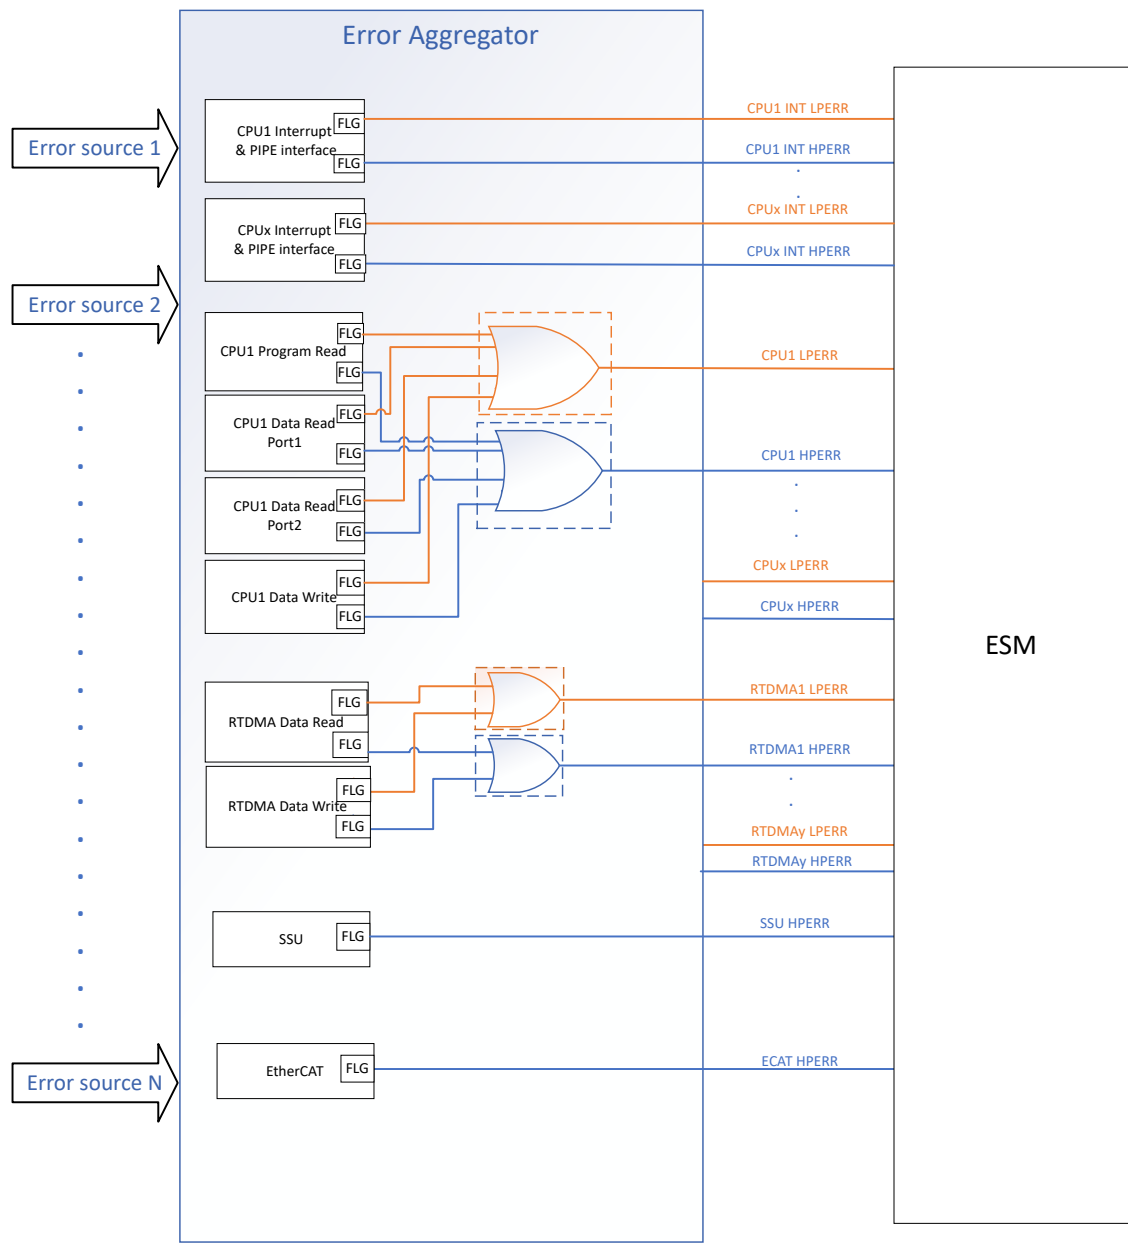 Error Aggregator
Error source 1
CPU1 Interrupt
& PIPE interface
FLG
FLG
CPU1 INT LPERR
CPU1 INT HPERR
CPUx Interrupt
& PIPE interface
FLG
FLG
CPUx INT LPERR
CPUx INT HPERR
Error source 2
CPU1 Program Read
FLG
FLG
CPU1 LPERR
CPU1 Data Read
Port1
FLG
FLG
CPU1 HPERR
CPU1 Data Read
Port2
FLG
FLG
CPU1 Data Write
FLG
FLG
CPUx LPERR
CPUx HPERR
ESM
RTDMA Data Read
FLG
FLG
RTDMA1 LPERR
RTDMA1 HPERR
RTDMA Data Write
FLG
FLG
RTDMAy LPERR
RTDMAy HPERR
SSU
FLG
SSU HPERR
Error source N
EtherCAT
FLG
ECAT HPERR